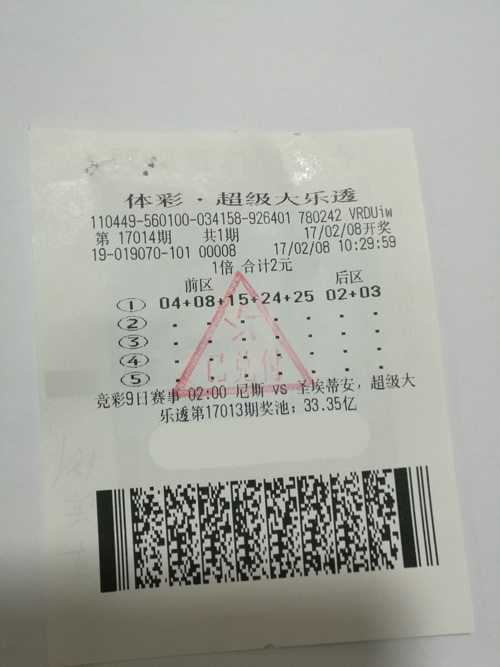 体彩·超级大乐透
110449-560100-034158-926401 780242 VRDUiw
第 17014期 共1期 17/02/08开奖
19-019070-101 00008 17/02/08 10:29:59
1倍 合计2元
前区 后区
① 04+08+15+24+25 02+03
②
③
④
⑤
已兑付
竞彩9日赛事 02:00 尼斯 vs 圣埃蒂安，超级大
乐透第17013期奖池：33.35亿